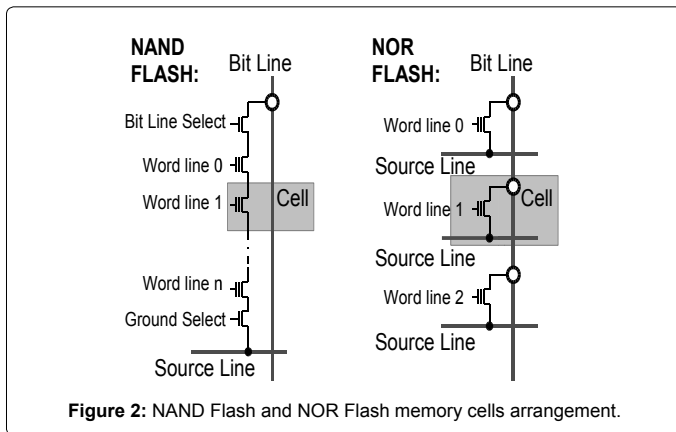 NAND
FLASH:
Bit Line
Bit Line Select
Word line 0
Word line 1
Cell
Word line n
Ground Select
Source Line
NOR
FLASH:
Bit Line
Word line 0
Source Line
Cell
Word line 1
Source Line
Word line 2
Source Line
Figure 2: NAND Flash and NOR Flash memory cells arrangement.